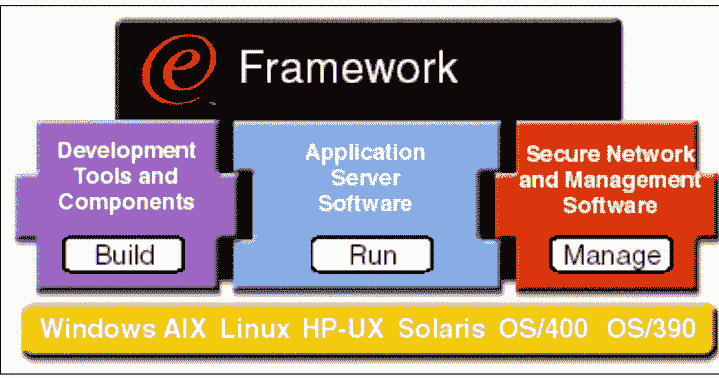 e Framework
Development
Tools and
Components
Build
Application
Server
Software
Run
Secure Network
and Management
Software
Manage
Windows AIX Linux HP-UX Solaris OS/400 OS/390